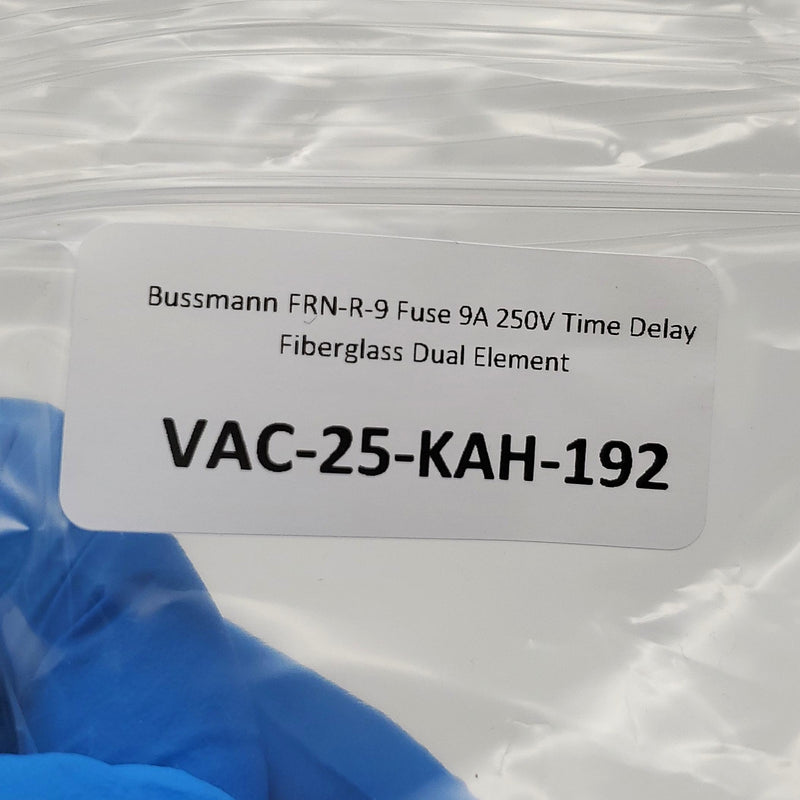 Bussmann FRN-R-9 Fuse 9A 250V Time Delay
Fiberglass Dual Element
VAC-25-KAH-192